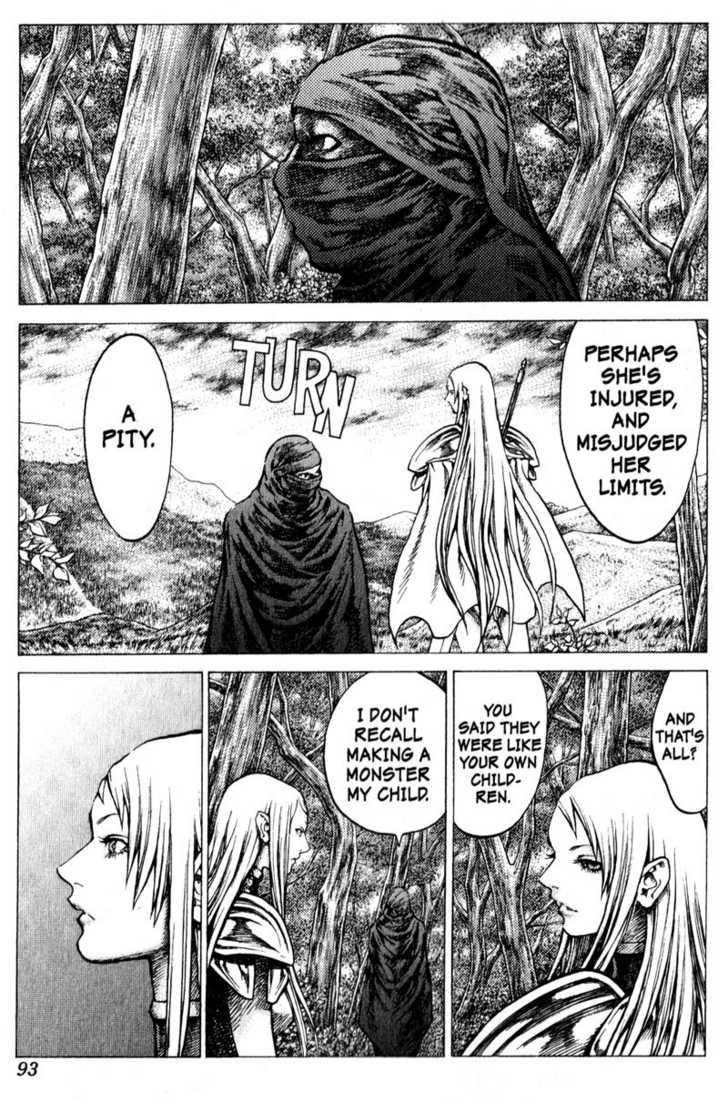 PERHAPS
SHE'S
INJURED,
AND
MISJUDGED
HER
LIMITS.
TURN
A
PITY.
AND
THAT'S
ALL?
YOU
SAID THEY
WERE LIKE
YOUR OWN
CHILD-
REN.
I DON'T
RECALL
MAKING A
MONSTER
MY CHILD.
93